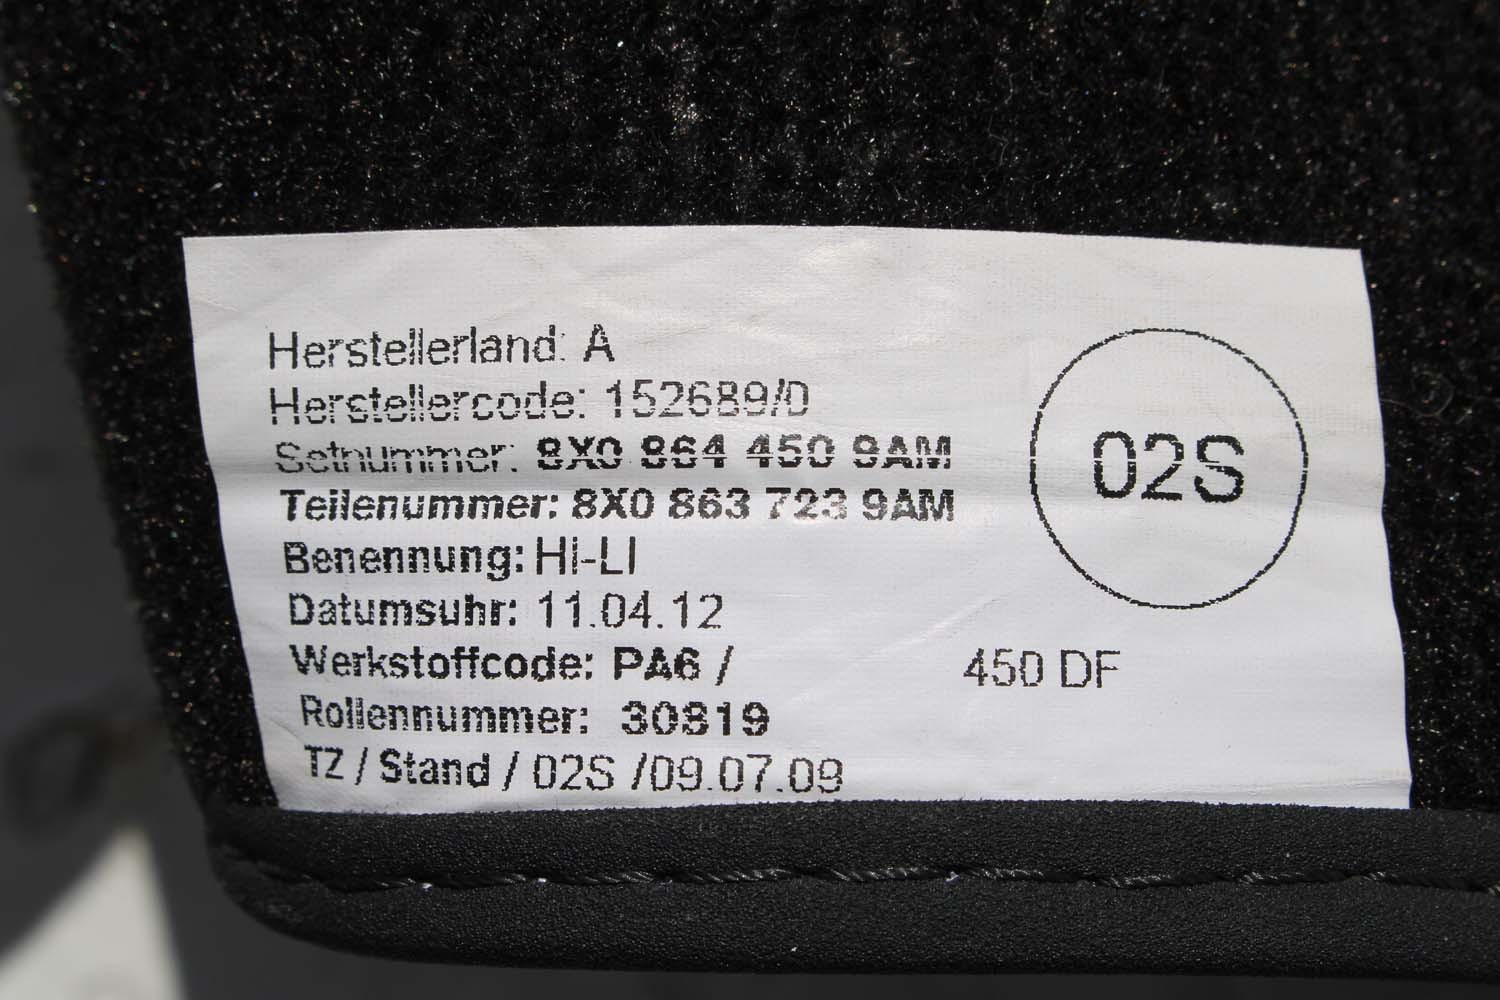 Herstellerland: A
Herstellercode: 152689/D
Setnummer: 8X0 864 450 9AM
Teilenummer: 8X0 863 723 9AM
Benennung: HI-LI
Datumsuhr: 11.04.12
Werkstoffcode: PA6 / 450 DF
Rollennummer: 30819
TZ / Stand / 02S /09.07.09
02S